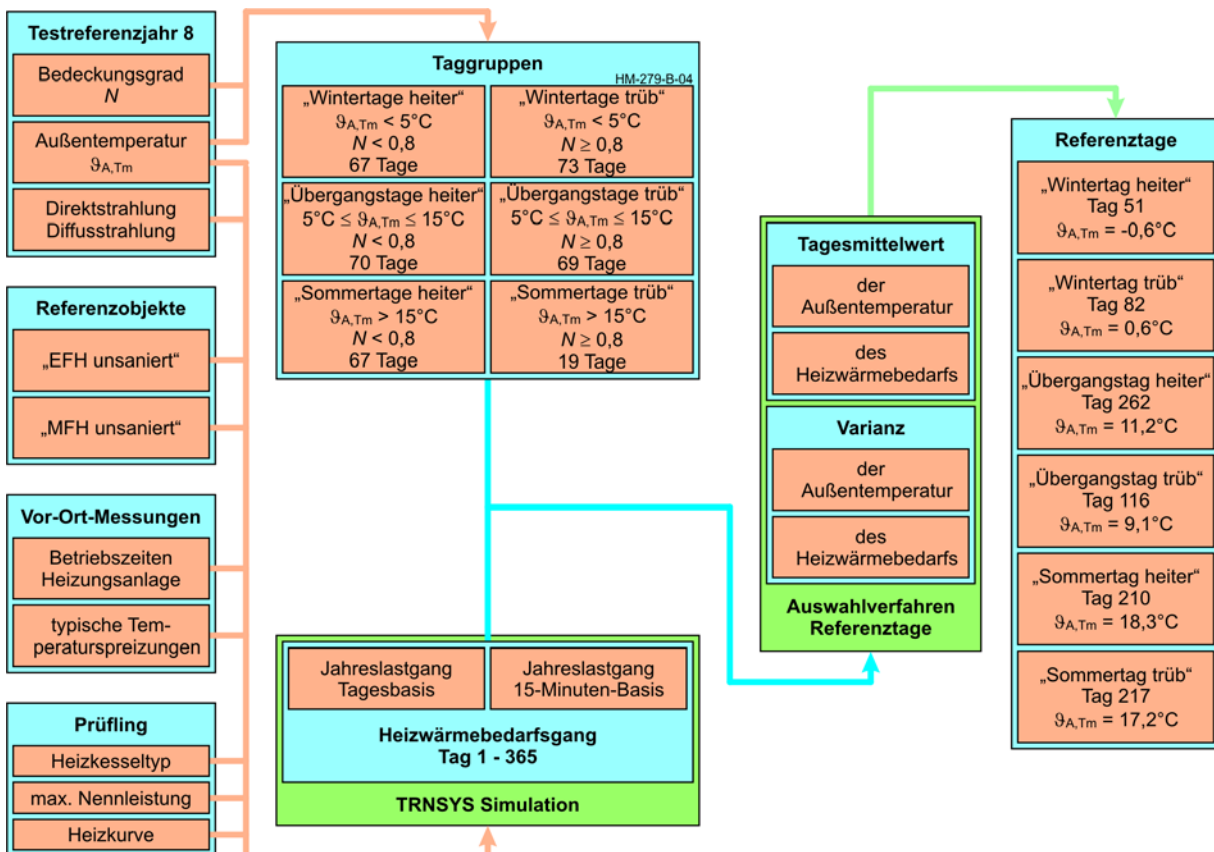 Testreferenzjahr 8
Bedeckungsgrad
N
Außentemperatur
ϑA,Tm
Direktstrahlung
Diffusstrahlung
Referenzobjekte
„EFH unsaniert“
„MFH unsaniert“
Vor-Ort-Messungen
Betriebszeiten
Heizungsanlage
typische Tem-
peraturspreizungen
Prüfling
Heizkesseltyp
max. Nennleistung
Heizkurve
Taggruppen
HM-279-B-04
„Wintertage heiter“
ϑA,Tm < 5°C
N < 0,8
67 Tage
„Wintertage trüb“
ϑA,Tm < 5°C
N ≥ 0,8
73 Tage
„Übergangstage heiter“
5°C ≤ ϑA,Tm ≤ 15°C
N < 0,8
70 Tage
„Übergangstage trüb“
5°C ≤ ϑA,Tm ≤ 15°C
N ≥ 0,8
69 Tage
„Sommertage heiter“
ϑA,Tm > 15°C
N < 0,8
67 Tage
„Sommertage trüb“
ϑA,Tm > 15°C
N ≥ 0,8
19 Tage
Jahreslastgang
Tagesbasis
Jahreslastgang
15-Minuten-Basis
Heizwärmebedarfsgang
Tag 1 - 365
TRNSYS Simulation
Tagesmittelwert
der
Außentemperatur
des
Heizwärmebedarfs
Varianz
der
Außentemperatur
des
Heizwärmebedarfs
Auswahlverfahren
Referenztage
Referenztage
„Wintertag heiter“
Tag 51
ϑA,Tm = -0,6°C
„Wintertag trüb“
Tag 82
ϑA,Tm = 0,6°C
„Übergangstag heiter“
Tag 262
ϑA,Tm = 11,2°C
„Übergangstag trüb“
Tag 116
ϑA,Tm = 9,1°C
„Sommertag heiter“
Tag 210
ϑA,Tm = 18,3°C
„Sommertag trüb“
Tag 217
ϑA,Tm = 17,2°C